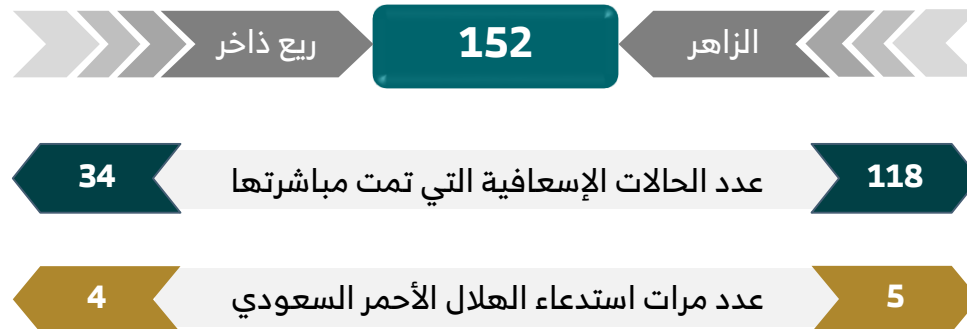 الزاهر 152 ريع ذاخر
118 عدد الحالات الإسعافية التي تمت مباشرتها 34
5 عدد مرات استدعاء الهلال الأحمر السعودي 4